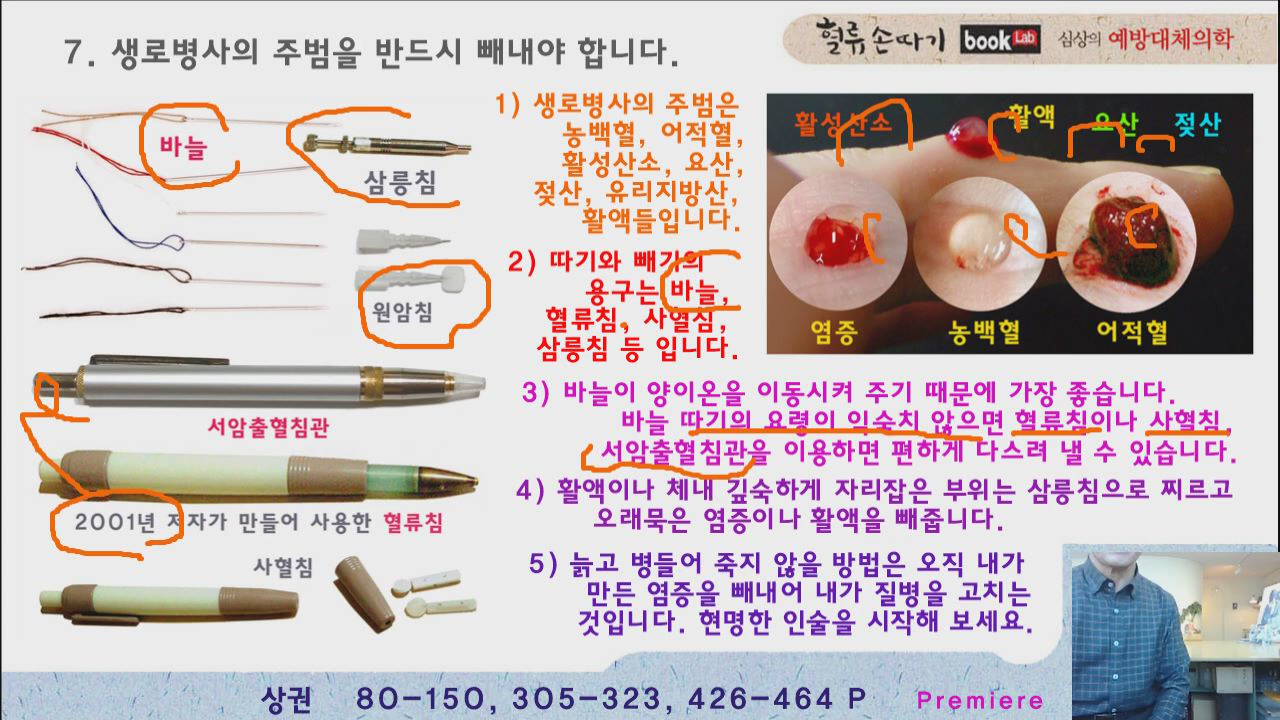 혈류 손따기 book Lab 심상의 예방대체의학
7. 생로병사의 주범을 반드시 빼내야 합니다.
바늘
삼릉침
원암침
서암출혈침관
2001년 저자가 만들어 사용한 혈류침
사혈침
1) 생로병사의 주범은
농백혈, 어적혈,
활성산소, 요산,
젖산, 유리지방산,
활액들입니다.
2) 따기와 빼기의
용구는 바늘,
혈류침, 사혈침,
삼릉침 등 입니다.
활성산소 활액 요산 젖산
염증 농백혈 어적혈
3) 바늘이 양이온을 이동시켜 주기 때문에 가장 좋습니다.
바늘 따기의 요령이 익숙치 않으면 혈류침이나 사혈침,
서암출혈침관을 이용하면 편하게 다스려 낼 수 있습니다.
4) 활액이나 체내 깊숙하게 자리잡은 부위는 삼릉침으로 찌르고
오래묵은 염증이나 활액을 빼줍니다.
5) 늙고 병들어 죽지 않을 방법은 오직 내가
만든 염증을 빼내어 내가 질병을 고치는
것입니다. 현명한 인술을 시작해 보세요.
상권 80-150, 305-323, 426-464 P Premiere